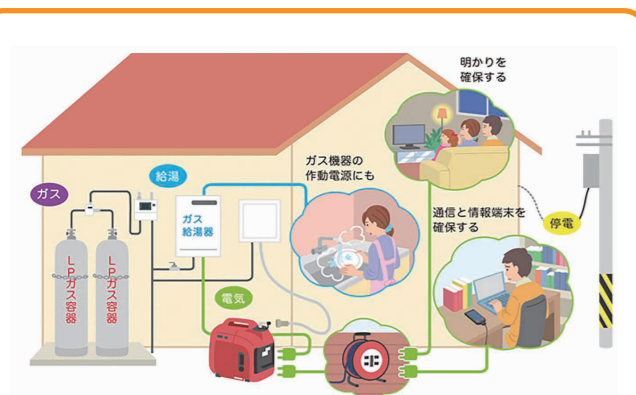 明かりを
確保する
ガス機器の
作動電源にも
給湯
ガス
ガス
給湯器
通信と情報端末を
確保する
停電
LPガス容器
LPガス容器
電気